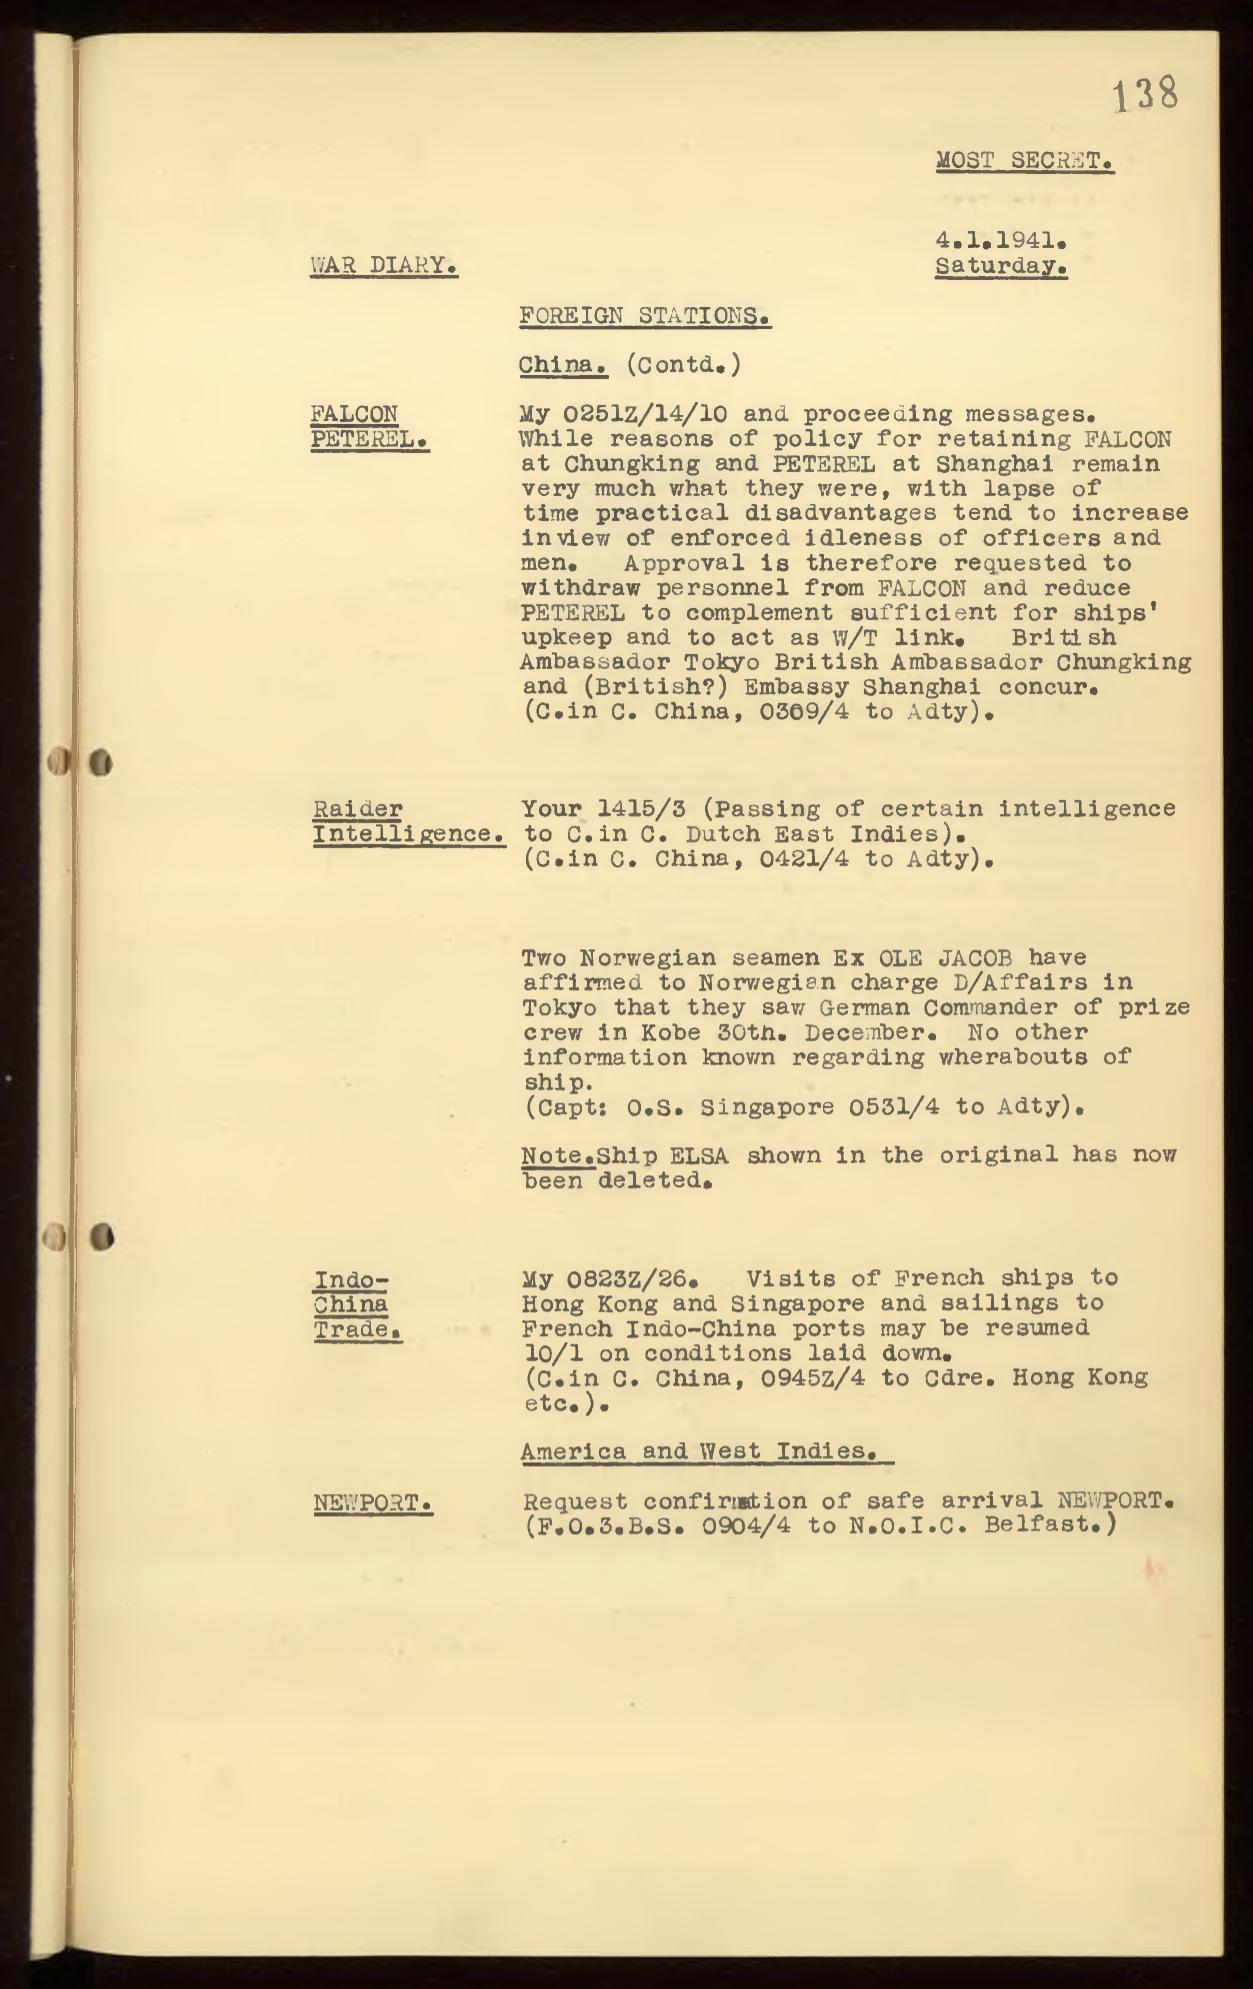 138
MOST SECRET.
4.1.1941.
WAR DIARY. Saturday.
FOREIGN STATIONS.
China. (Contd.)
FALCON My 0251Z/14/10 and proceeding messages.
PETEREL. While reasons of policy for retaining FALCON
at Chungking and PETEREL at Shanghai remain
very much what they were, with lapse of
time practical disadvantages tend to increase
inview of enforced idleness of officers and
men. Approval is therefore requested to
withdraw personnel from FALCON and reduce
PETEREL to complement sufficient for ships'
upkeep and to act as W/T link. British
Ambassador Tokyo British Ambassador Chungking
and (British?) Embassy Shanghai concur.
(C.in C. China, 0309/4 to Adty).
Raider Your 1415/3 (Passing of certain intelligence
Intelligence. to C.in C. Dutch East Indies).
(C.in C. China, 0421/4 to Adty).
Two Norwegian seamen Ex OLE JACOB have
affirmed to Norwegian charge D/Affairs in
Tokyo that they saw German Commander of prize
crew in Kobe 30th. December. No other
information known regarding wherabouts of
ship.
(Capt: O.S. Singapore 0531/4 to Adty).
Note.Ship ELSA shown in the original has now
been deleted.
Indo- My 0823Z/26. Visits of French ships to
China Hong Kong and Singapore and sailings to
Trade. French Indo-China ports may be resumed
10/1 on conditions laid down.
(C.in C. China, 0945Z/4 to Cdre. Hong Kong
etc.).
America and West Indies.
NEWPORT. Request confirmation of safe arrival NEWPORT.
(F.O.3.B.S. 0904/4 to N.O.I.C. Belfast.)